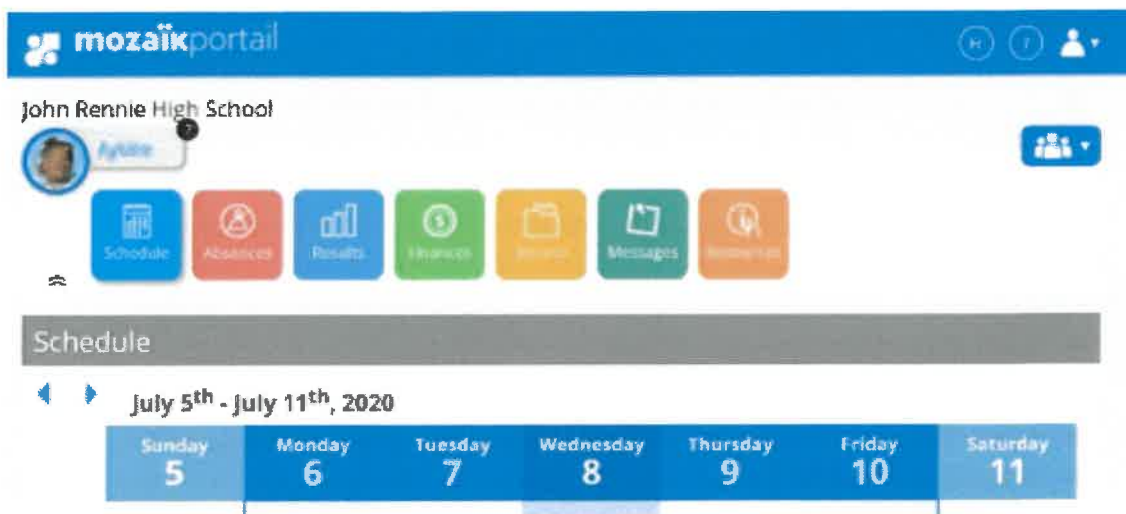 mozaïkportail
John Rennie High School
Schedule Absences Results Finances Messages
Schedule
July 5th - July 11th, 2020
Sunday Monday Tuesday Wednesday Thursday Friday Saturday
5 6 7 8 9 10 11